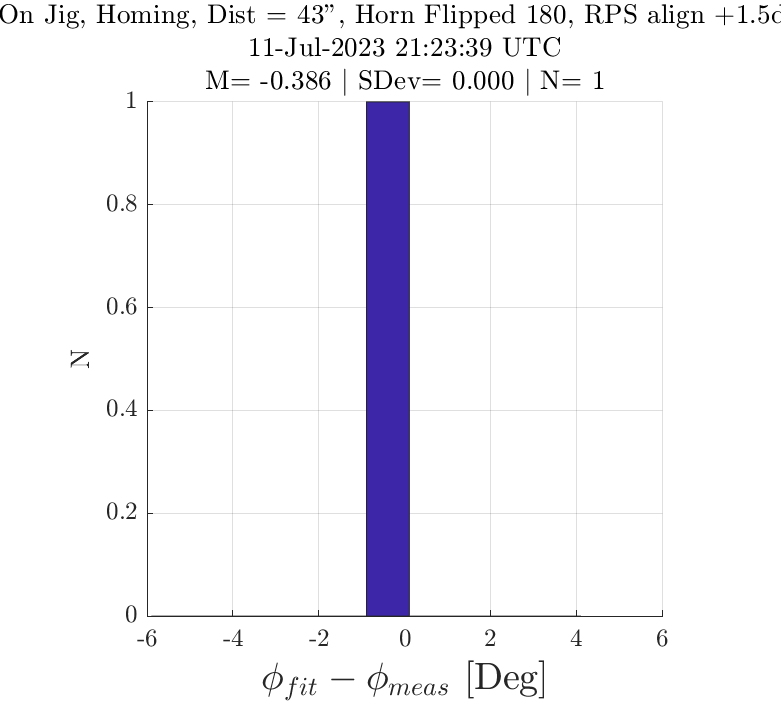 On Jig, Homing, Dist = 43”, Horn Flipped 180, RPS align +1.5d
11-Jul-2023 21:23:39 UTC
M= -0.386 | SDev= 0.000 | N= 1
1
0.8
0.6
N
0.4
0.2
0
-6 -4 -2 0 2 4 6
ϕ_fit − ϕ_meas [Deg]